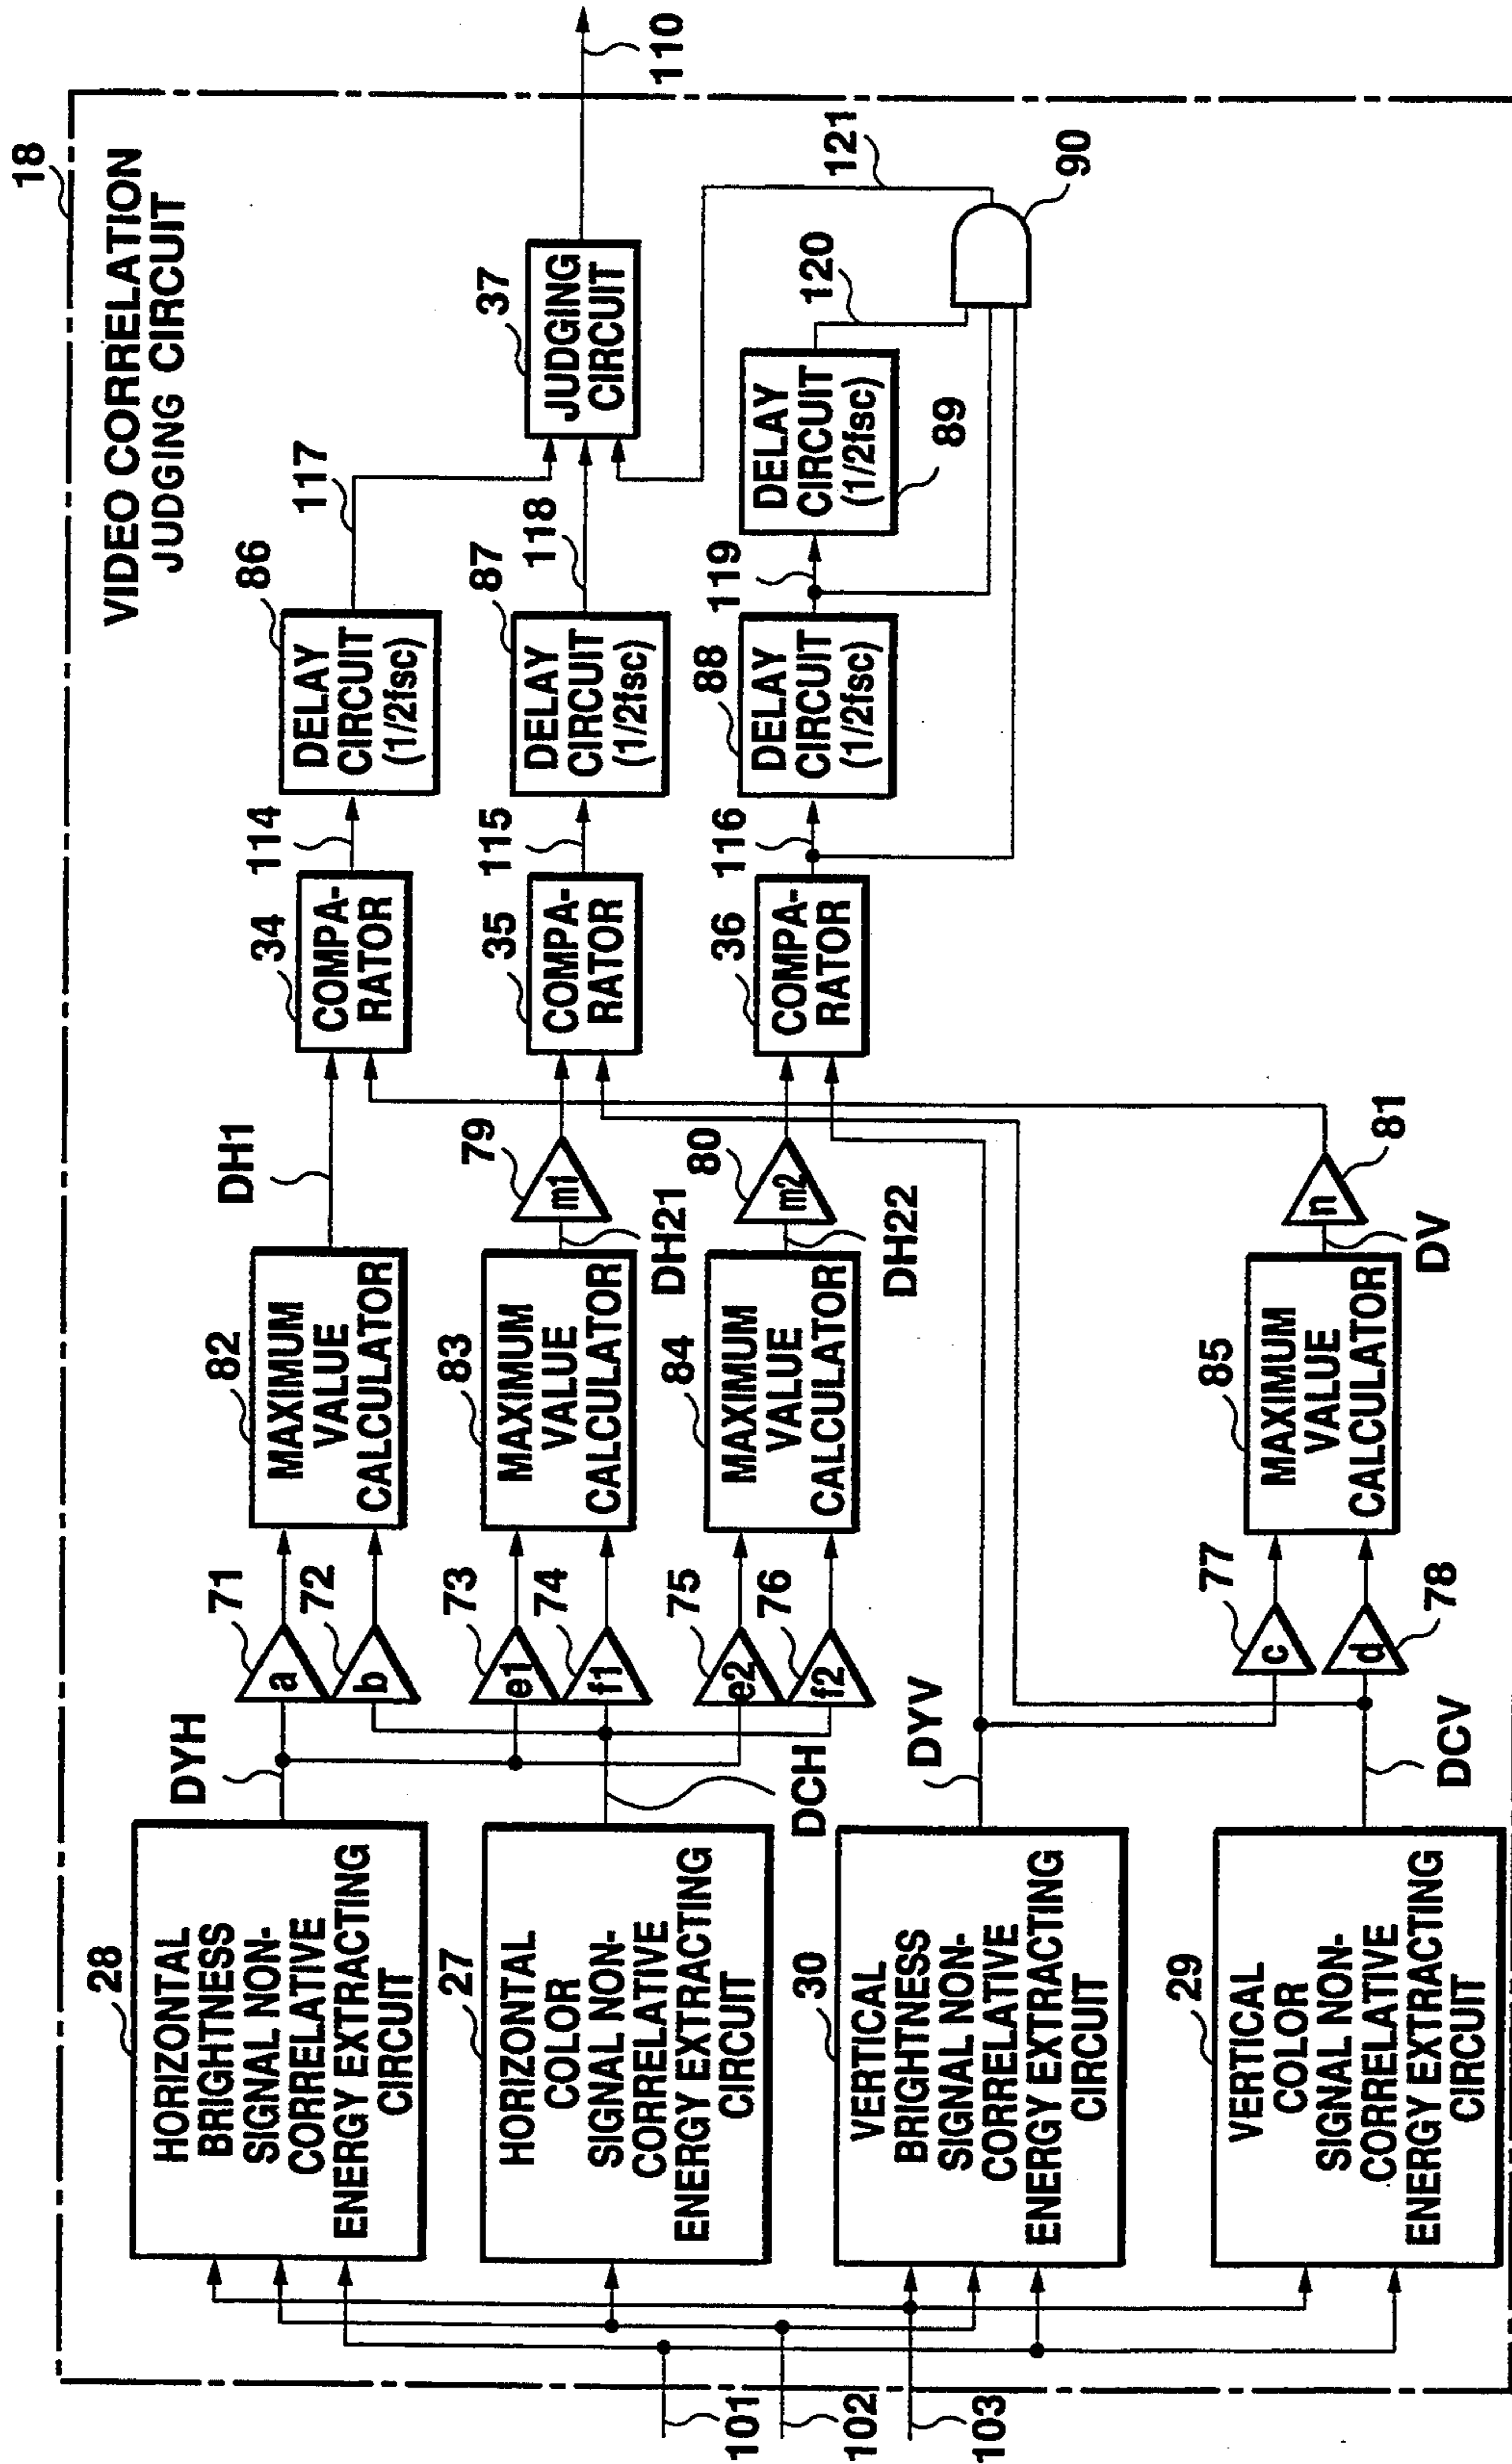 18
VIDEO CORRELATION
JUDGING CIRCUIT
28
HORIZONTAL
BRIGHTNESS
SIGNAL NON-
CORRELATIVE
ENERGY EXTRACTING
CIRCUIT
27
HORIZONTAL
COLOR
SIGNAL NON-
CORRELATIVE
ENERGY EXTRACTING
CIRCUIT
30
VERTICAL
BRIGHTNESS
SIGNAL NON-
CORRELATIVE
ENERGY EXTRACTING
CIRCUIT
29
VERTICAL
COLOR
SIGNAL NON-
CORRELATIVE
ENERGY EXTRACTING
CIRCUIT
101
102
103
DYH
DCH
DYV
DCV
71
a
72
b
73
e1
74
f1
75
e2
76
f2
77
c
78
d
82
MAXIMUM
VALUE
CALCULATOR
83
MAXIMUM
VALUE
CALCULATOR
84
MAXIMUM
VALUE
CALCULATOR
85
MAXIMUM
VALUE
CALCULATOR
DH1
DH21
DH22
DV
79
m1
80
m2
81
n
34
COMPA-
RATOR
35
COMPA-
RATOR
36
COMPA-
RATOR
114
115
116
86
DELAY
CIRCUIT
(1/2fsc)
87
DELAY
CIRCUIT
(1/2fsc)
88
DELAY
CIRCUIT
(1/2fsc)
117
118
119
89
DELAY
CIRCUIT
(1/2fsc)
37
JUDGING
CIRCUIT
120
121
90
110